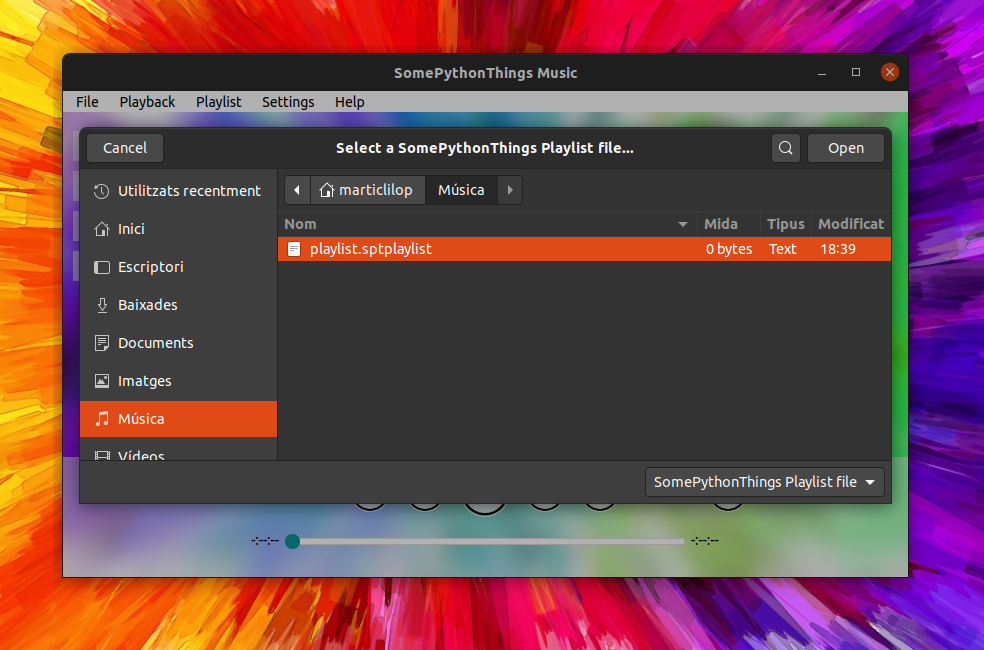 SomePythonThings Music
File Playback Playlist Settings Help
Cancel Select a SomePythonThings Playlist file... Open
Utilitzats recentment
Inici
Escriptori
Baixades
Documents
Imatges
Música
Vídeos
marticlilop Música
Nom Mida Tipus Modificat
playlist.sptplaylist 0 bytes Text 18:39
SomePythonThings Playlist file
-:--:-- -:--:--